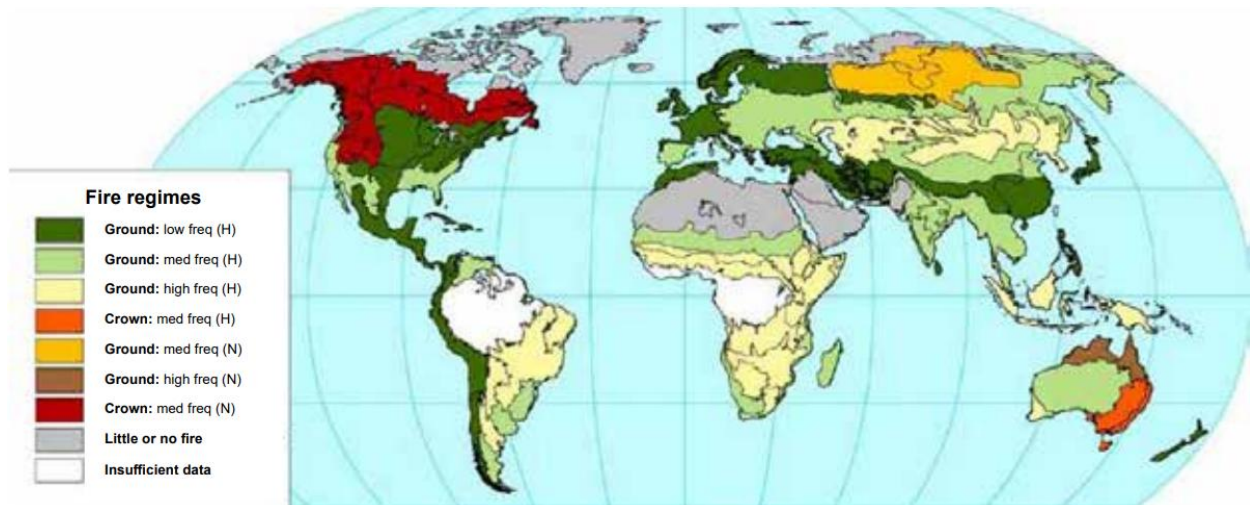 Fire regimes
Ground: low freq (H)
Ground: med freq (H)
Ground: high freq (H)
Crown: med freq (H)
Ground: med freq (N)
Ground: high freq (N)
Crown: med freq (N)
Little or no fire
Insufficient data